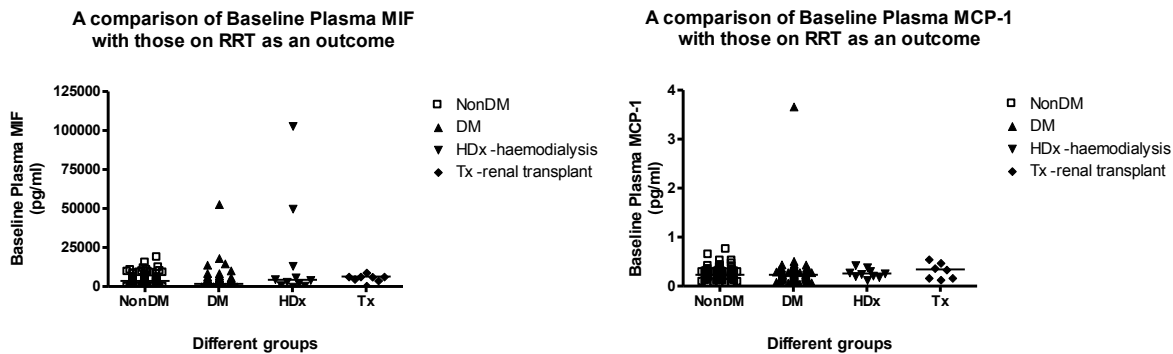 A comparison of Baseline Plasma MIF
with those on RRT as an outcome
Baseline Plasma MIF
(pg/ml)
125000
100000
75000
50000
25000
0
NonDM
DM
HDx
Tx
Different groups
NonDM
DM
HDx -haemodialysis
Tx -renal transplant
A comparison of Baseline Plasma MCP-1
with those on RRT as an outcome
Baseline Plasma MCP-1
(pg/ml)
4
3
2
1
0
NonDM
DM
HDx
Tx
Different groups
NonDM
DM
HDx -haemodialysis
Tx -renal transplant